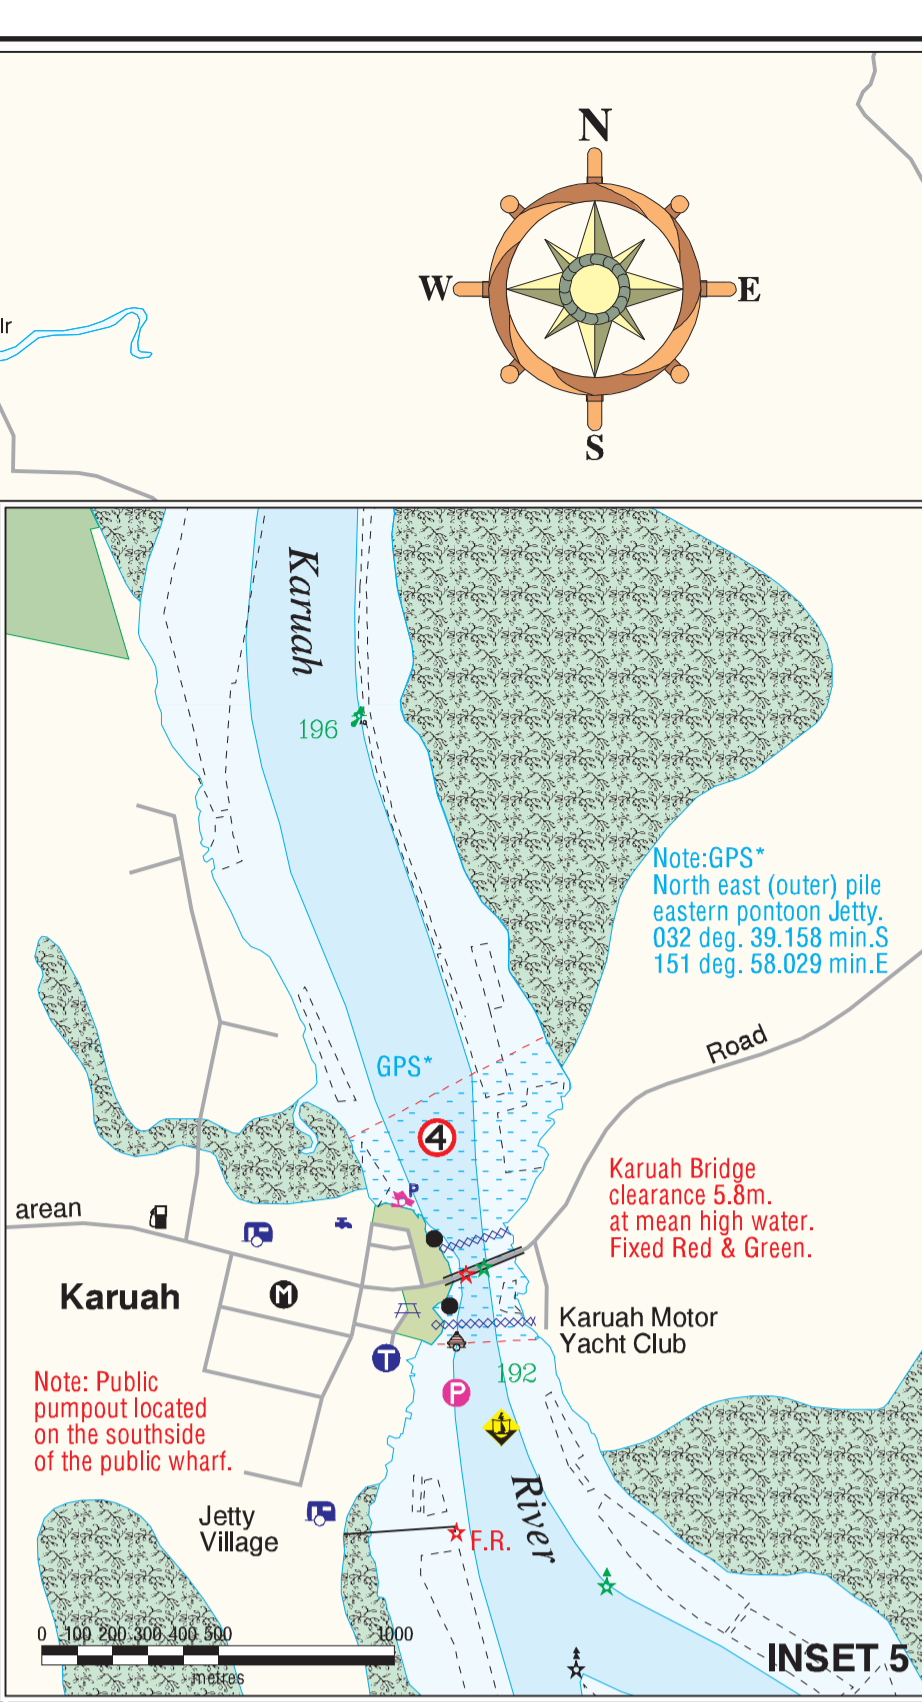 N
W
E
S
lr
Karuah
196
Note:GPS*
North east (outer) pile
eastern pontoon Jetty.
032 deg. 39.158 min.S
151 deg. 58.029 min.E
Road
GPS*
4
P
Karuah Bridge
clearance 5.8m.
at mean high water.
Fixed Red & Green.
arean
Karuah
M
Karuah Motor
Yacht Club
T
192
P
Note: Public
pumpout located
on the southside
of the public wharf.
River
Jetty
Village
F.R.
0 100 200 300 400 500 1000
metres
INSET 5